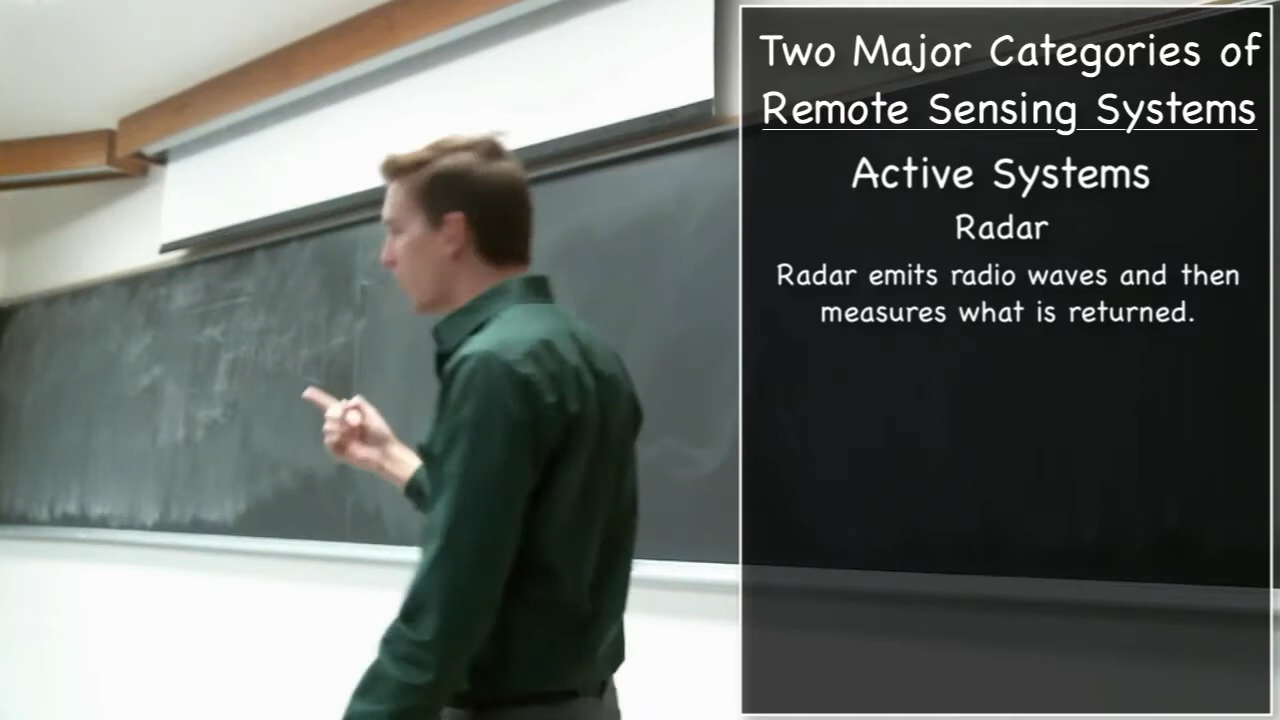 Two Major Categories of
Remote Sensing Systems
Active Systems
Radar
Radar emits radio waves and then
measures what is returned.